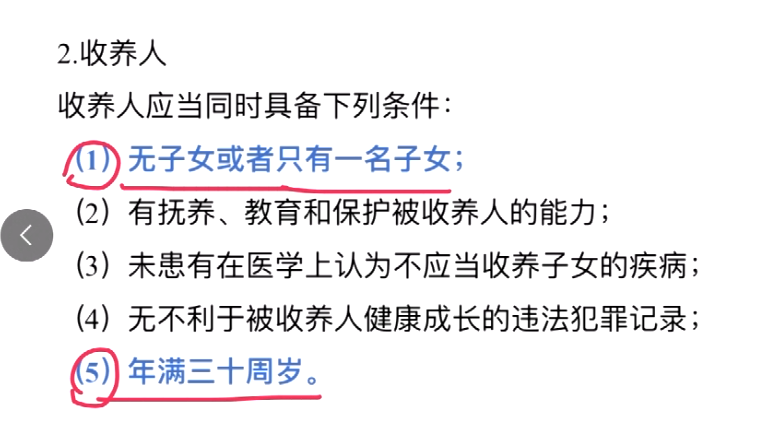 2.收养人
收养人应当同时具备下列条件：
（1）无子女或者只有一名子女；
（2）有抚养、教育和保护被收养人的能力；
（3）未患有在医学上认为不应当收养子女的疾病；
（4）无不利于被收养人健康成长的违法犯罪记录；
（5）年满三十周岁。